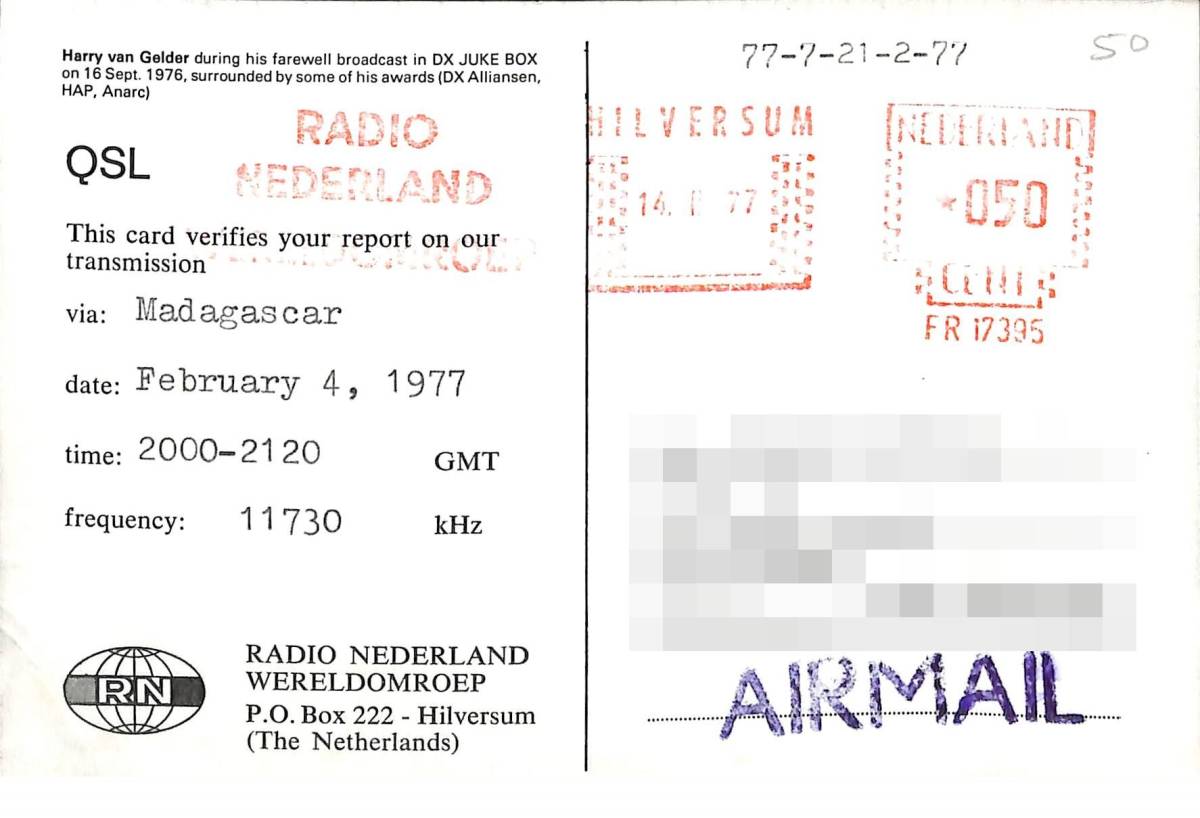 Harry van Gelder during his farewell broadcast in DX JUKE BOX
on 16 Sept. 1976, surrounded by some of his awards (DX Alliansen,
HAP, Anarc)
RADIO
NEDERLAND
WERELDOMROEP
QSL
This card verifies your report on our
transmission
via: Madagascar
date: February 4, 1977
time: 2000-2120 GMT
frequency: 11730 kHz
RN
RADIO NEDERLAND
WERELDOMROEP
P.O. Box 222 - Hilversum
(The Netherlands)
77-7-21-2-77
50
HILVERSUM
14. 77
NEDERLAND
*050
CENT
FR 17395
AIRMAIL